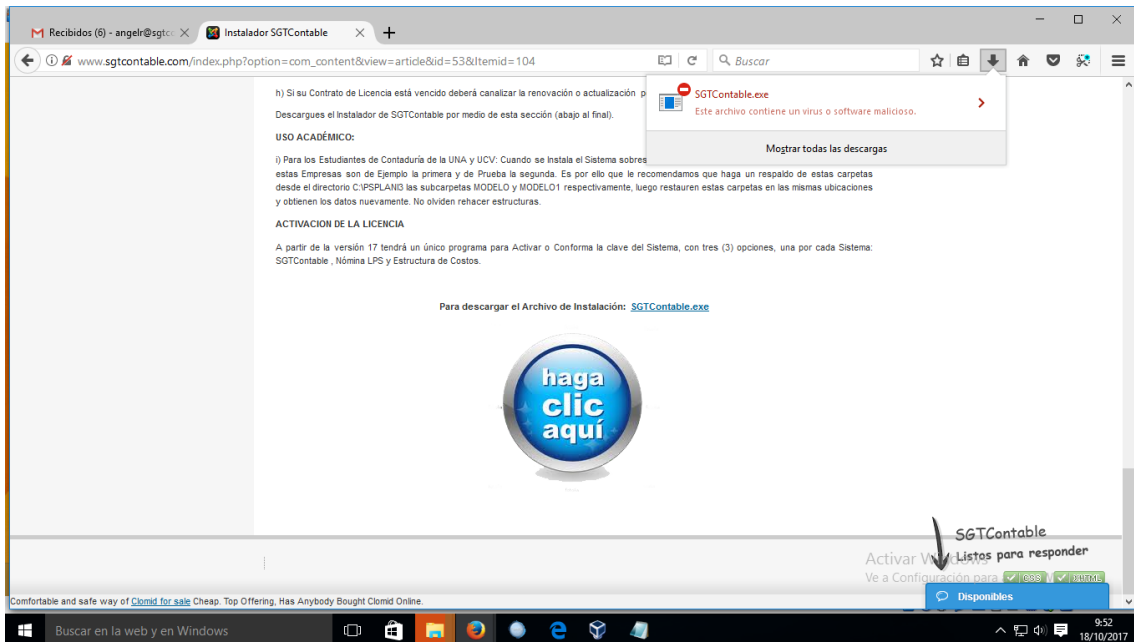 Recibidos (6) - angelr@sgtcc
Instalador SGTContable
www.sgtcontable.com/index.php?option=com_content&view=article&id=53&Itemid=104
Buscar
SGTContable.exe
Este archivo contiene un virus o software malicioso.
Mostrar todas las descargas
h) Si su Contrato de Licencia está vencido deberá canalizar la renovación o actualización p
Descargues el Instalador de SGTContable por medio de esta sección (abajo al final).
USO ACADÉMICO:
i) Para los Estudiantes de Contaduría de la UNA y UCV: Cuando se Instala el Sistema sobres
estas Empresas son de Ejemplo la primera y de Prueba la segunda. Es por ello que le recomendamos que haga un respaldo de estas carpetas
desde el directorio C:\PSPLANI3 las subcarpetas MODELO y MODELO1 respectivamente, luego restauren estas carpetas en las mismas ubicaciones
y obtienen los datos nuevamente. No olviden rehacer estructuras.
ACTIVACION DE LA LICENCIA
A partir de la versión 17 tendrá un único programa para Activar o Conforma la clave del Sistema, con tres (3) opciones, una por cada Sistema:
SGTContable , Nómina LPS y Estructura de Costos.
Para descargar el Archivo de Instalación: SGTContable.exe
haga
clic
aquí
SGTContable
Listos para responder
Activar W
Ve a Configuración para
CSS
XHTML
Disponibles
Comfortable and safe way of Clomid for sale Cheap. Top Offering, Has Anybody Bought Clomid Online.
Buscar en la web y en Windows
9:52
18/10/2017